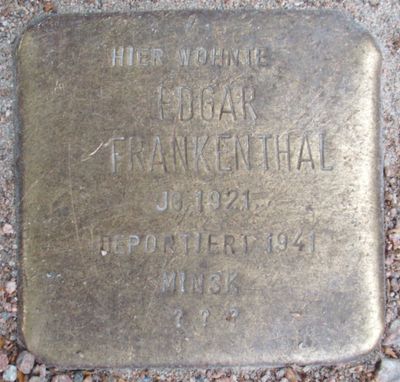 HIER WOHNTE
EDGAR
FRANKENTHAL
JG. 1921
DEPORTIERT 1941
MINSK
? ? ?